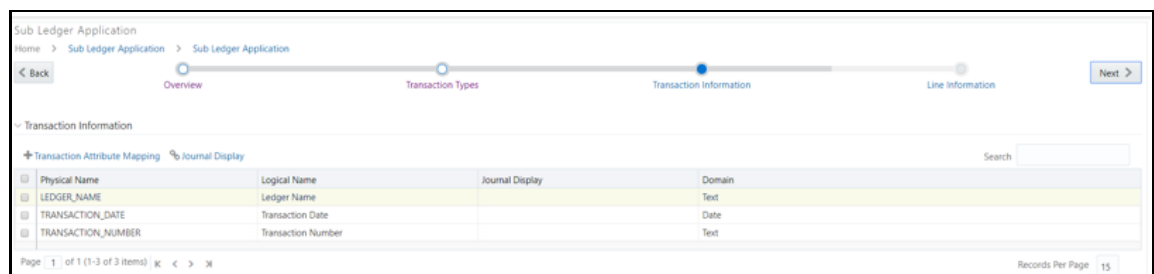 Sub Ledger Application
Home > Sub Ledger Application > Sub Ledger Application
< Back
Overview
Transaction Types
Transaction Information
Line Information
Next >
Transaction Information
+Transaction Attribute Mapping Journal Display
Search
Physical Name Logical Name Journal Display Domain
LEDGER_NAME Ledger Name Text
TRANSACTION_DATE Transaction Date Date
TRANSACTION_NUMBER Transaction Number Text
Page 1 of 1 (1-3 of 3 items) K < > Records Per Page 15